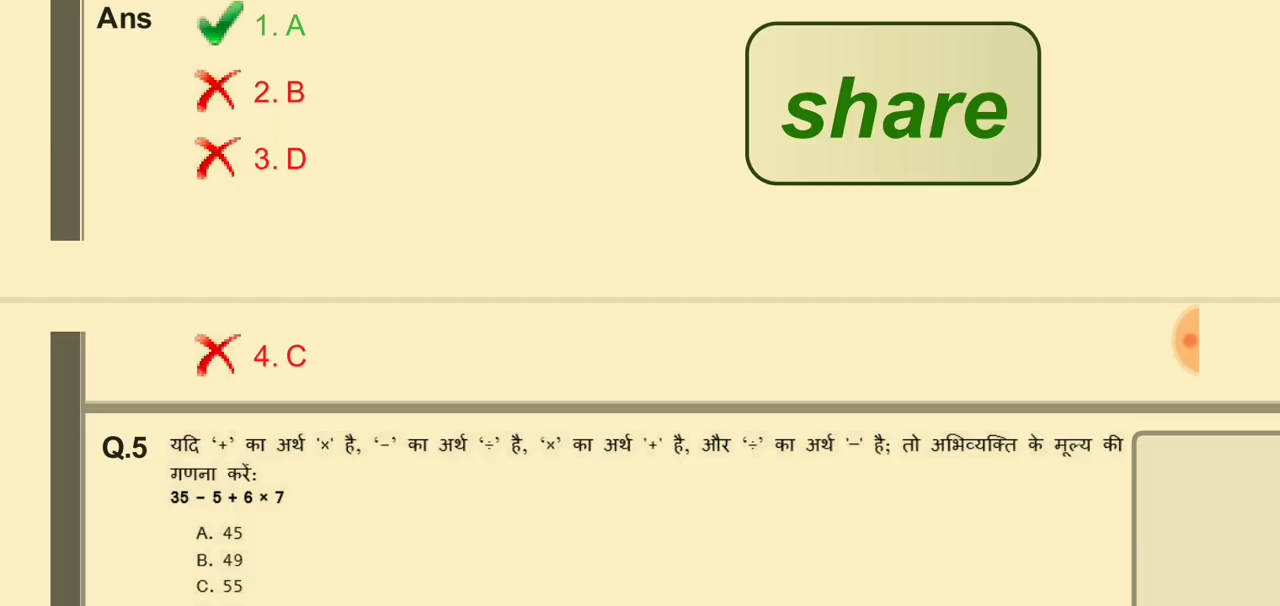 Ans
1. A
2. B
3. D
share
4. C
Q.5 यदि ‘+’ का अर्थ '×' है, ‘−’ का अर्थ ‘÷’ है, ‘×’ का अर्थ '+' है, और ‘÷’ का अर्थ '−' है; तो अभिव्यक्ति के मूल्य की
गणना करें:
35 − 5 + 6 × 7
A. 45
B. 49
C. 55